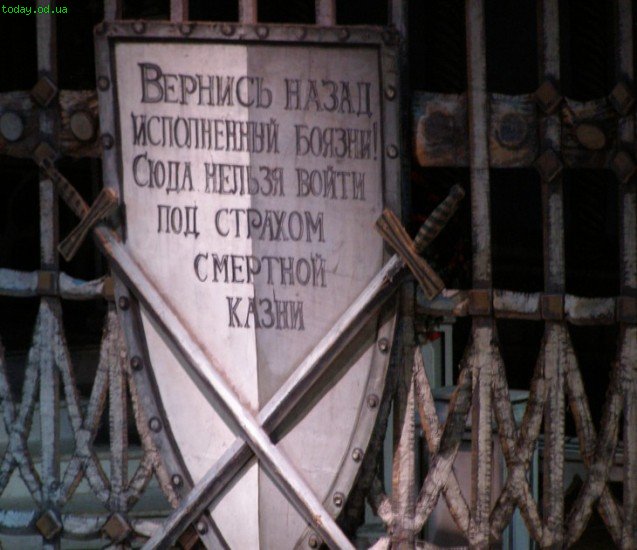 today.od.ua
Вернись назад
исполненный боязни!
Сюда нельзя войти
под страхом
смертной
казни